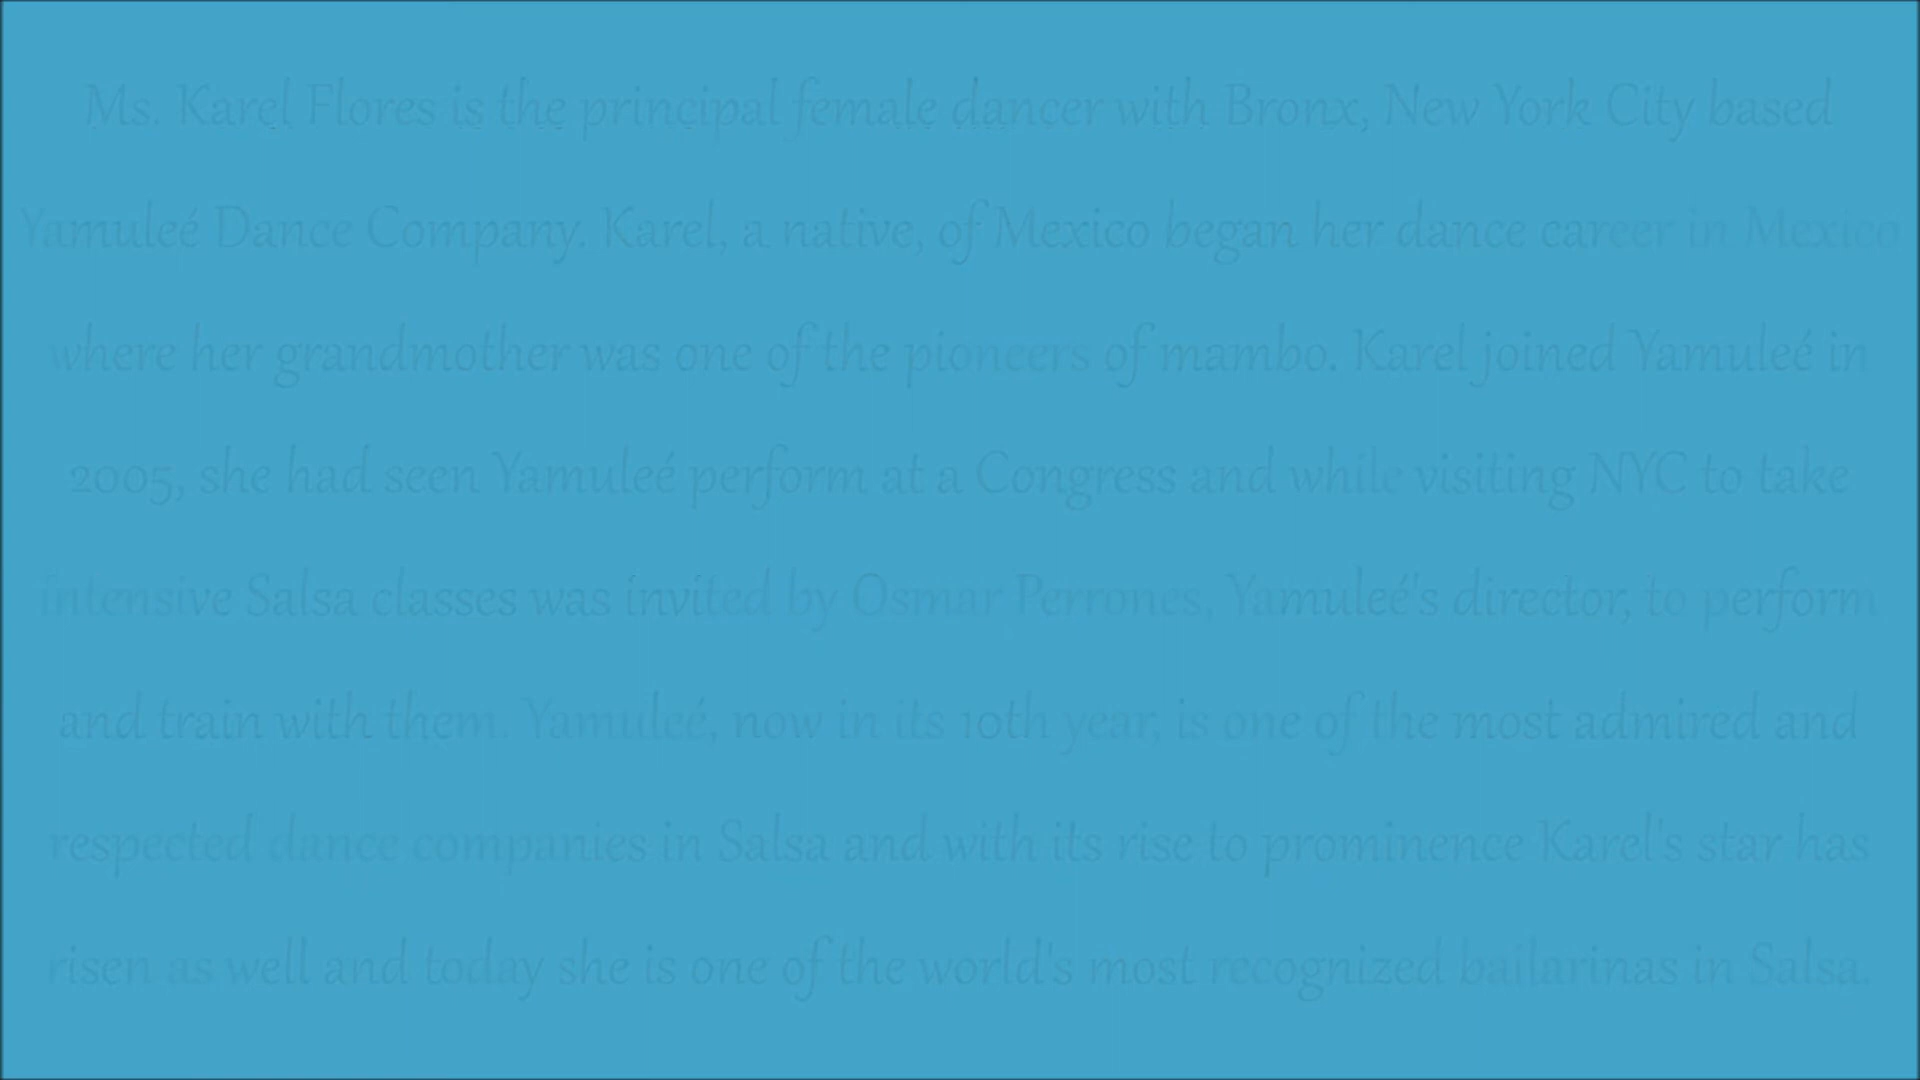 Ms. Karel Flores is the principal female dancer with Bronx, New York City based
Yamuleé Dance Company. Karel, a native, of Mexico began her dance career in Mexico
where her grandmother was one of the pioneers of mambo. Karel joined Yamuleé in
2005, she had seen Yamuleé perform at a Congress and while visiting NYC to take
intensive Salsa classes was invited by Osmar Perrones, Yamuleé's director, to perform
and train with them. Yamuleé, now in its 10th year, is one of the most admired and
respected dance companies in Salsa and with its rise to prominence Karel's star has
risen as well and today she is one of the world's most recognized bailarinas in Salsa.